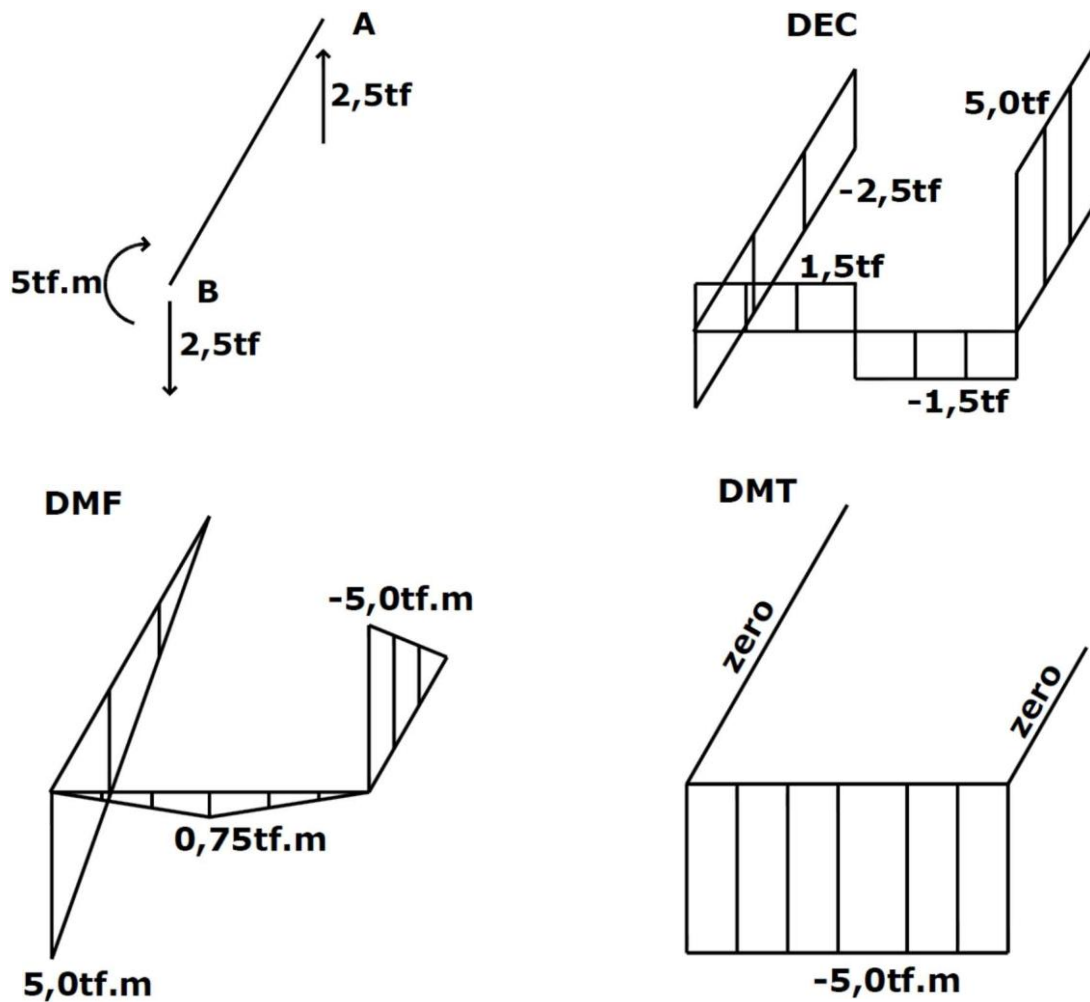 A
2,5tf
5tf.m
B
2,5tf
DEC
5,0tf
-2,5tf
1,5tf
-1,5tf
DMF
-5,0tf.m
0,75tf.m
5,0tf.m
DMT
zero
zero
-5,0tf.m